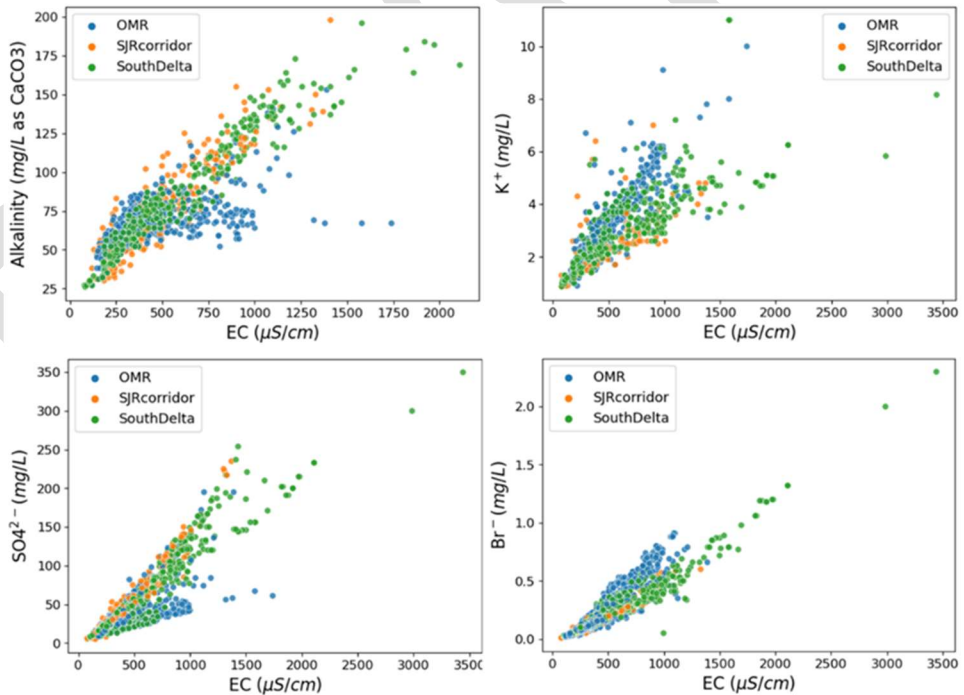 OMR
SJRcorridor
SouthDelta
Alkalinity (mg/L as CaCO3)
200
175
150
125
100
75
50
25
0 250 500 750 1000 1250 1500 1750 2000
EC (μS/cm)
OMR
SJRcorridor
SouthDelta
K⁺(mg/L)
10
8
6
4
2
0 500 1000 1500 2000 2500 3000 3500
EC (μS/cm)
OMR
SJRcorridor
SouthDelta
SO4²⁻(mg/L)
350
300
250
200
150
100
50
0
0 500 1000 1500 2000 2500 3000 3500
EC (μS/cm)
OMR
SJRcorridor
SouthDelta
Br⁻(mg/L)
2.0
1.5
1.0
0.5
0.0
0 500 1000 1500 2000 2500 3000 3500
EC (μS/cm)